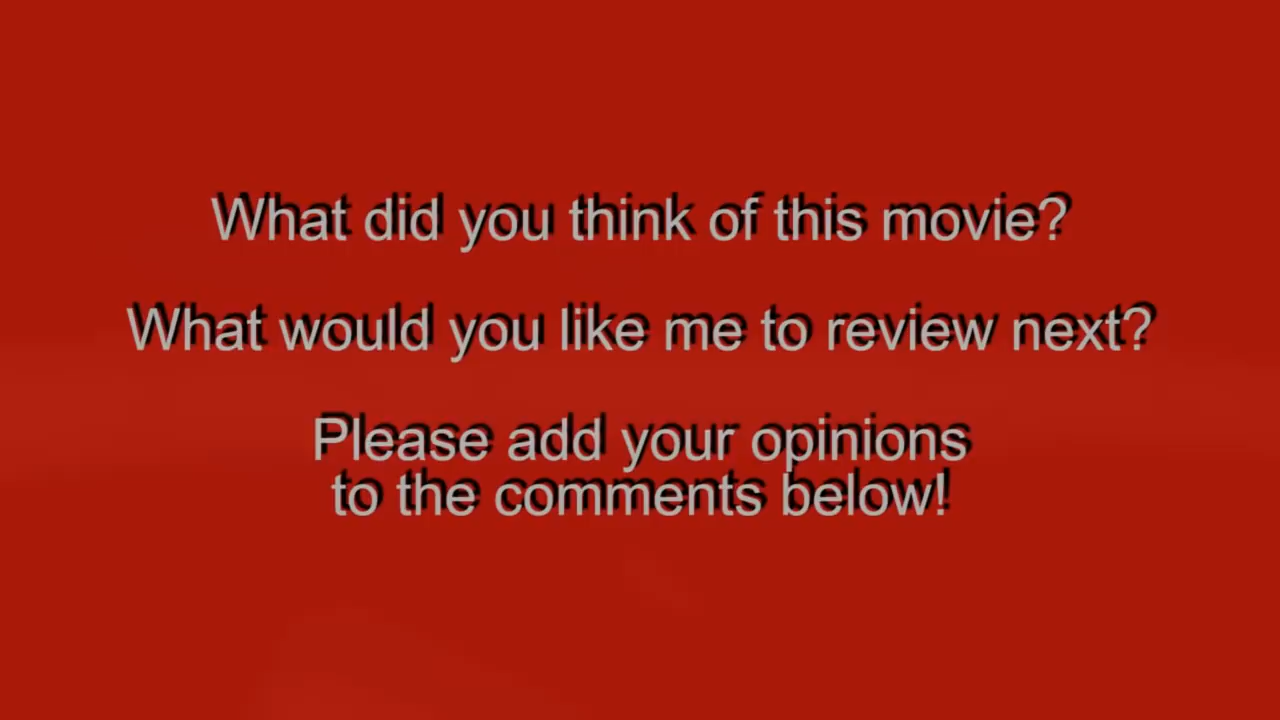 What did you think of this movie?
What would you like me to review next?
Please add your opinions
to the comments below!